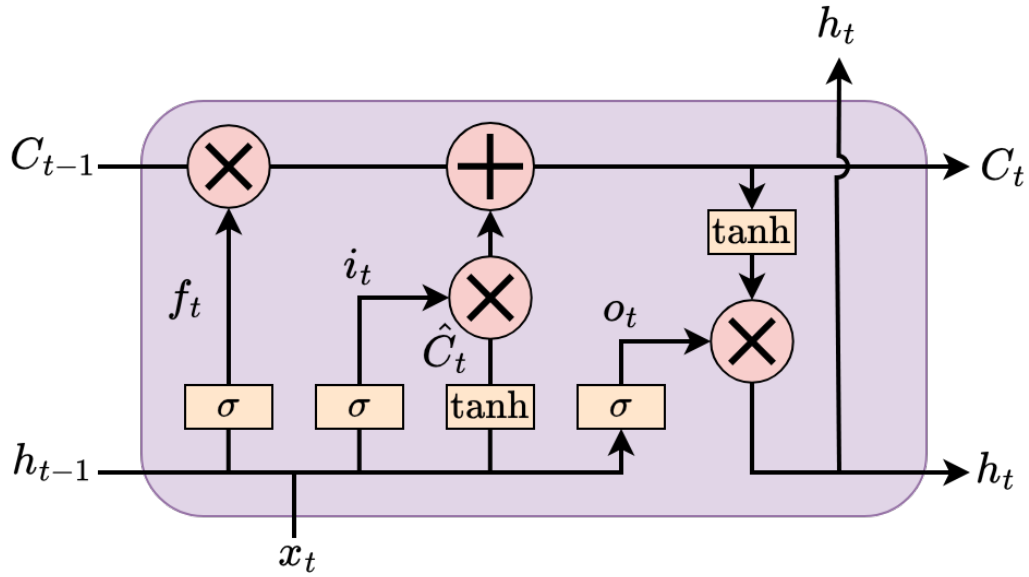 h_t
C_{t-1}
C_t
tanh
i_t
f_t
o_t
Ĉ_t
σ
σ
tanh
σ
h_{t-1}
h_t
x_t